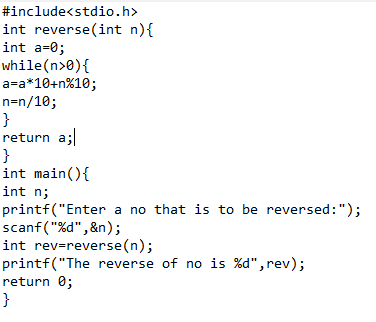 #include<stdio.h>
int reverse(int n){
int a=0;
while(n>0){
a=a*10+n%10;
n=n/10;
}
return a;
}
int main(){
int n;
printf("Enter a no that is to be reversed:");
scanf("%d",&n);
int rev=reverse(n);
printf("The reverse of no is %d",rev);
return 0;
}